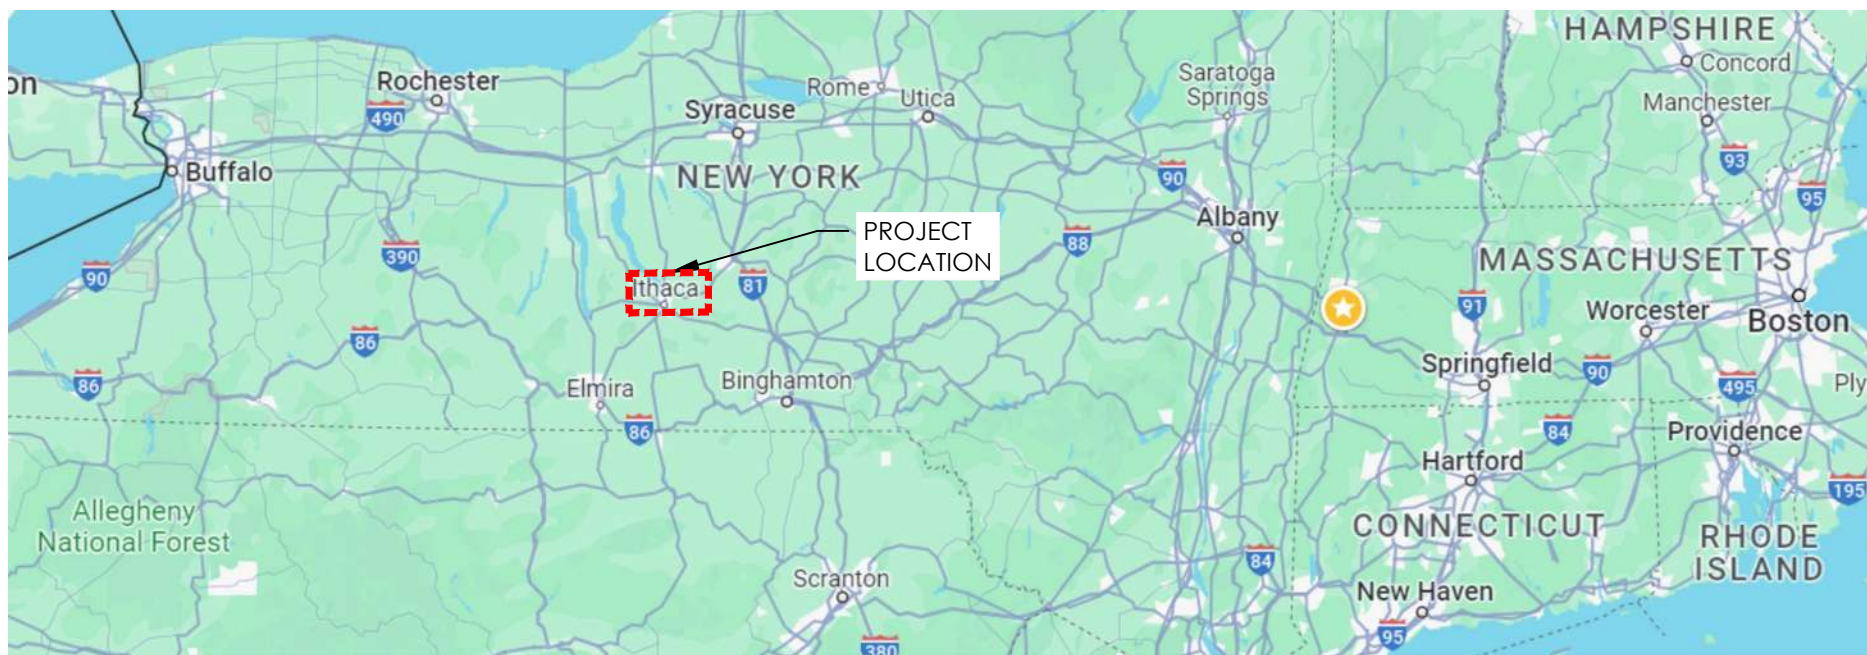 HAMPSHIRE
Concord
on
Rochester
Saratoga
Springs
Rome
Utica
Manchester
490
Syracuse
93
Buffalo
NEW YORK
90
95
Albany
PROJECT
LOCATION
88
390
MASSACHUSETTS
90
Ithaca
81
91
Worcester
Boston
86
Springfield
90
86
Elmira
Binghamton
495
Ply
86
84
Providence
Hartford
195
Allegheny
National Forest
CONNECTICUT
RHODE
ISLAND
84
Scranton
New Haven
95
380